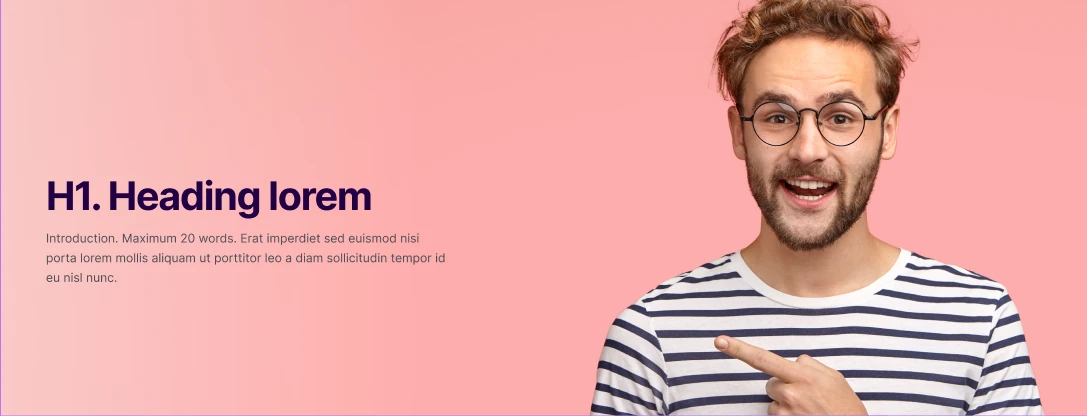 H1. Heading lorem
Introduction. Maximum 20 words. Erat imperdiet sed euismod nisi
porta lorem mollis aliquam ut porttitor leo a diam sollicitudin tempor id
eu nisl nunc.